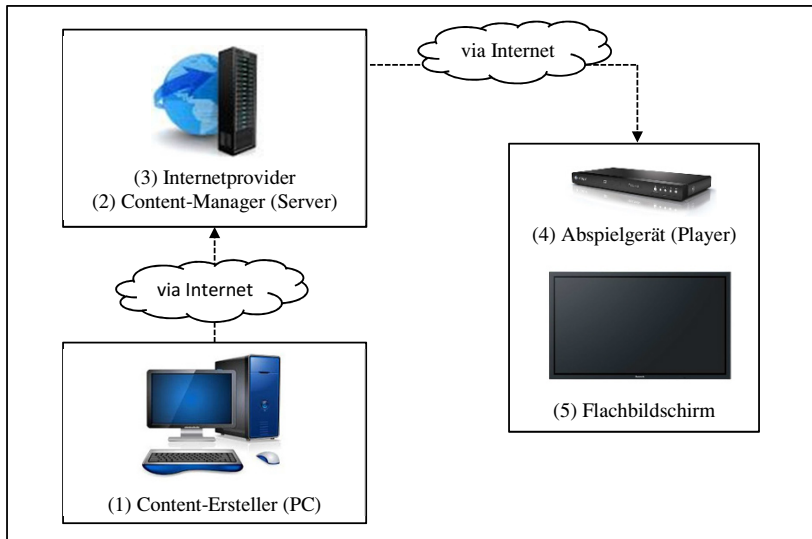 via Internet
(3) Internetprovider
(2) Content-Manager (Server)
(4) Abspielgerät (Player)
via Internet
(5) Flachbildschirm
(1) Content-Ersteller (PC)